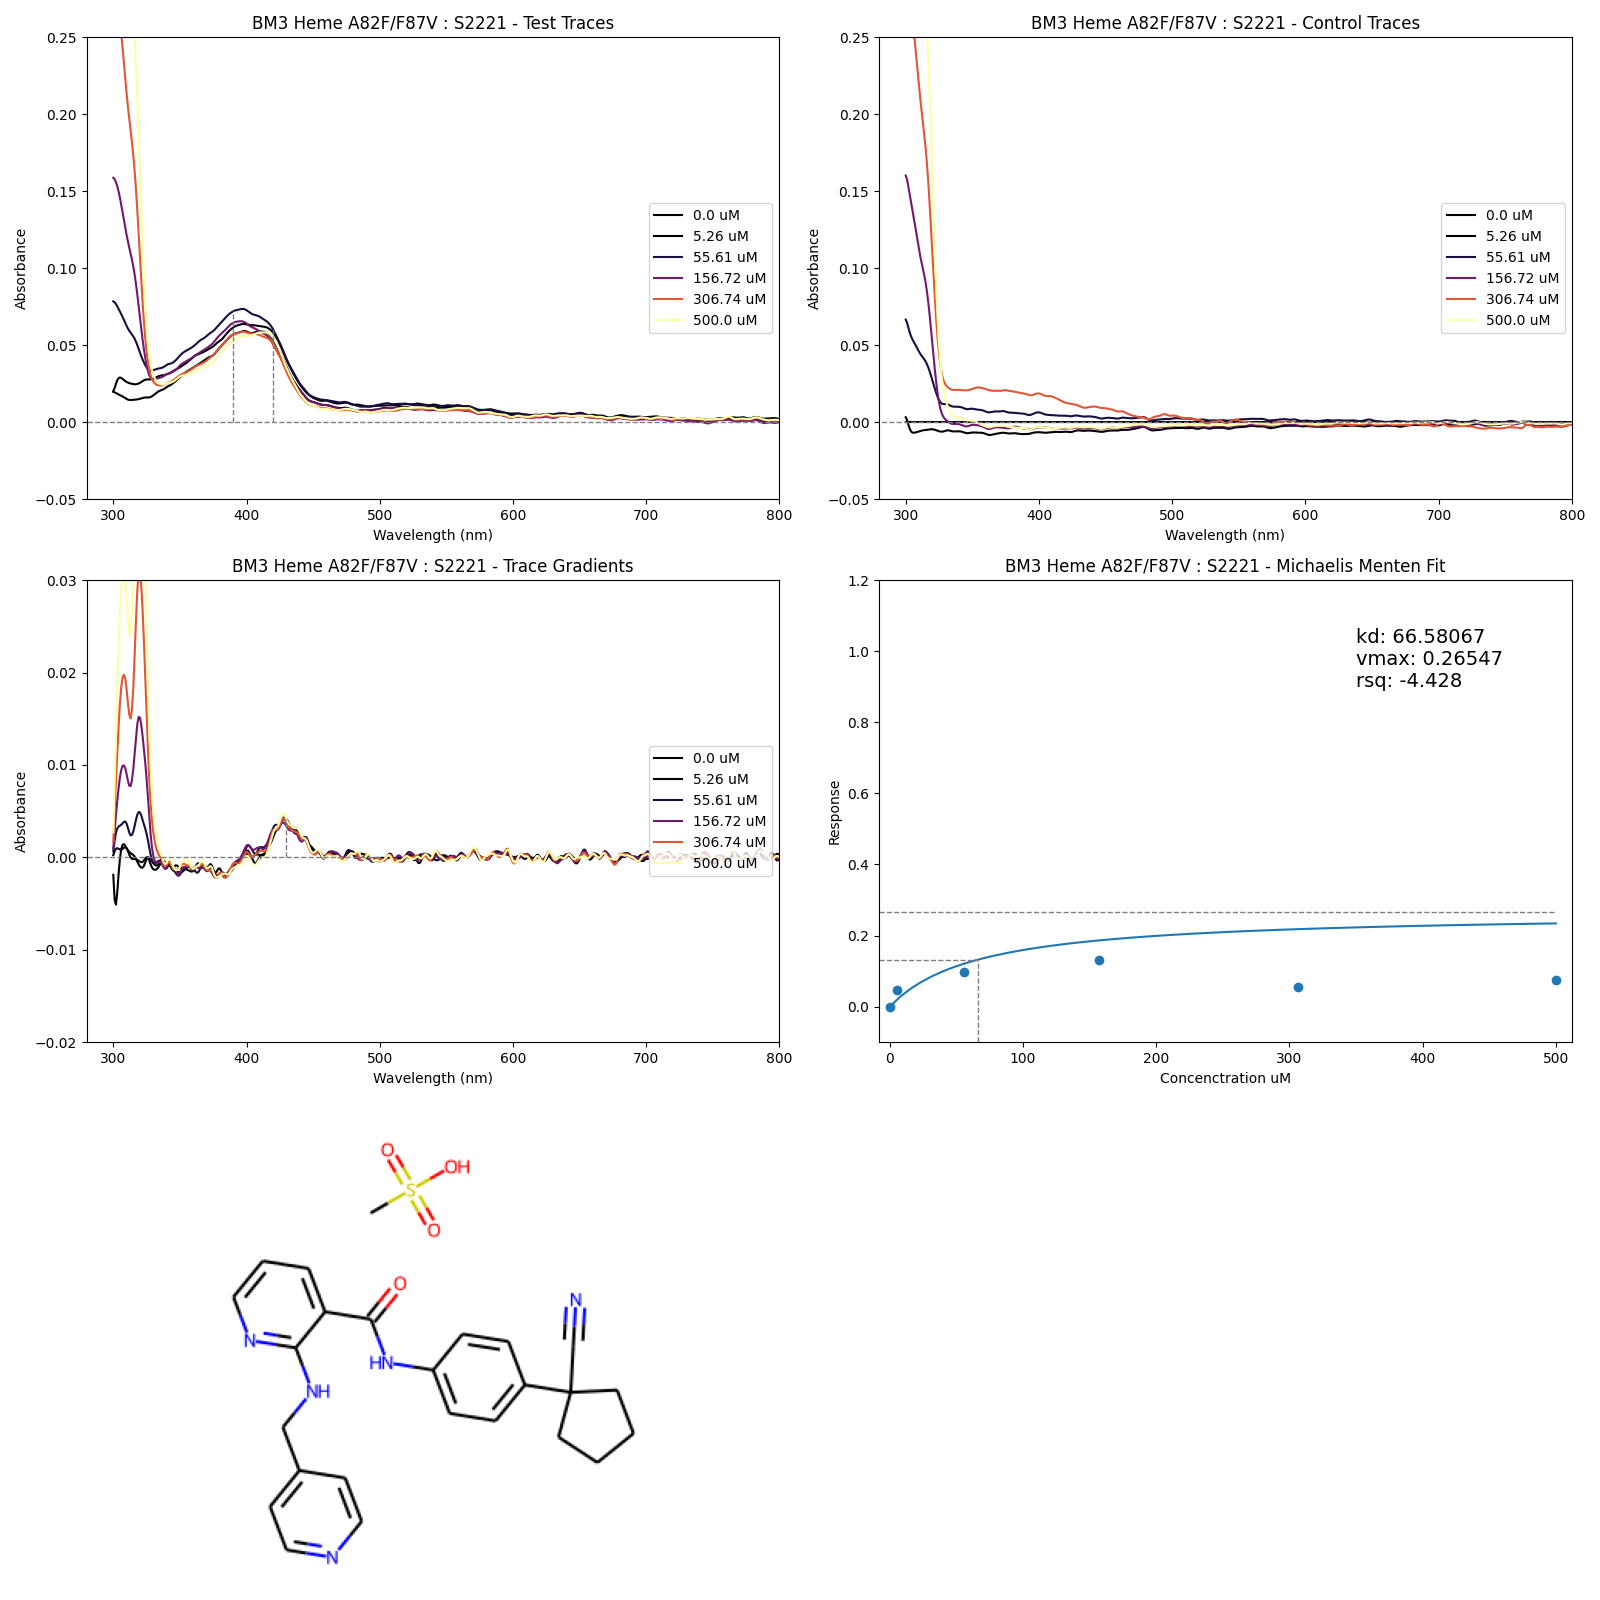 BM3 Heme A82F/F87V : S2221 - Test Traces
0.25
0.20
0.15
0.10
0.05
0.00
−0.05
Absorbance
300 400 500 600 700 800
Wavelength (nm)
0.0 uM
5.26 uM
55.61 uM
156.72 uM
306.74 uM
500.0 uM
BM3 Heme A82F/F87V : S2221 - Control Traces
0.25
0.20
0.15
0.10
0.05
0.00
−0.05
Absorbance
300 400 500 600 700 800
Wavelength (nm)
0.0 uM
5.26 uM
55.61 uM
156.72 uM
306.74 uM
500.0 uM
BM3 Heme A82F/F87V : S2221 - Trace Gradients
0.03
0.02
0.01
0.00
−0.01
−0.02
Absorbance
300 400 500 600 700 800
Wavelength (nm)
0.0 uM
5.26 uM
55.61 uM
156.72 uM
306.74 uM
500.0 uM
BM3 Heme A82F/F87V : S2221 - Michaelis Menten Fit
1.2
1.0
0.8
0.6
0.4
0.2
0.0
Response
0 100 200 300 400 500
Concenctration uM
kd: 66.58067
vmax: 0.26547
rsq: -4.428
O
OH
S
O
O
N
N
HN
NH
N